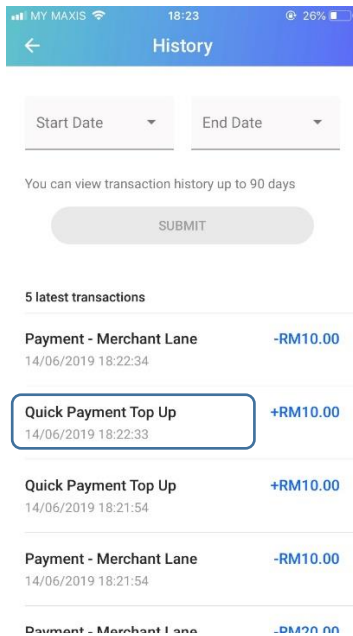 MY MAXIS 18:23 26%
History
Start Date End Date
You can view transaction history up to 90 days
SUBMIT
5 latest transactions
Payment - Merchant Lane -RM10.00
14/06/2019 18:22:34
Quick Payment Top Up +RM10.00
14/06/2019 18:22:33
Quick Payment Top Up +RM10.00
14/06/2019 18:21:54
Payment - Merchant Lane -RM10.00
14/06/2019 18:21:54
Payment - Merchant Lane -RM20.00